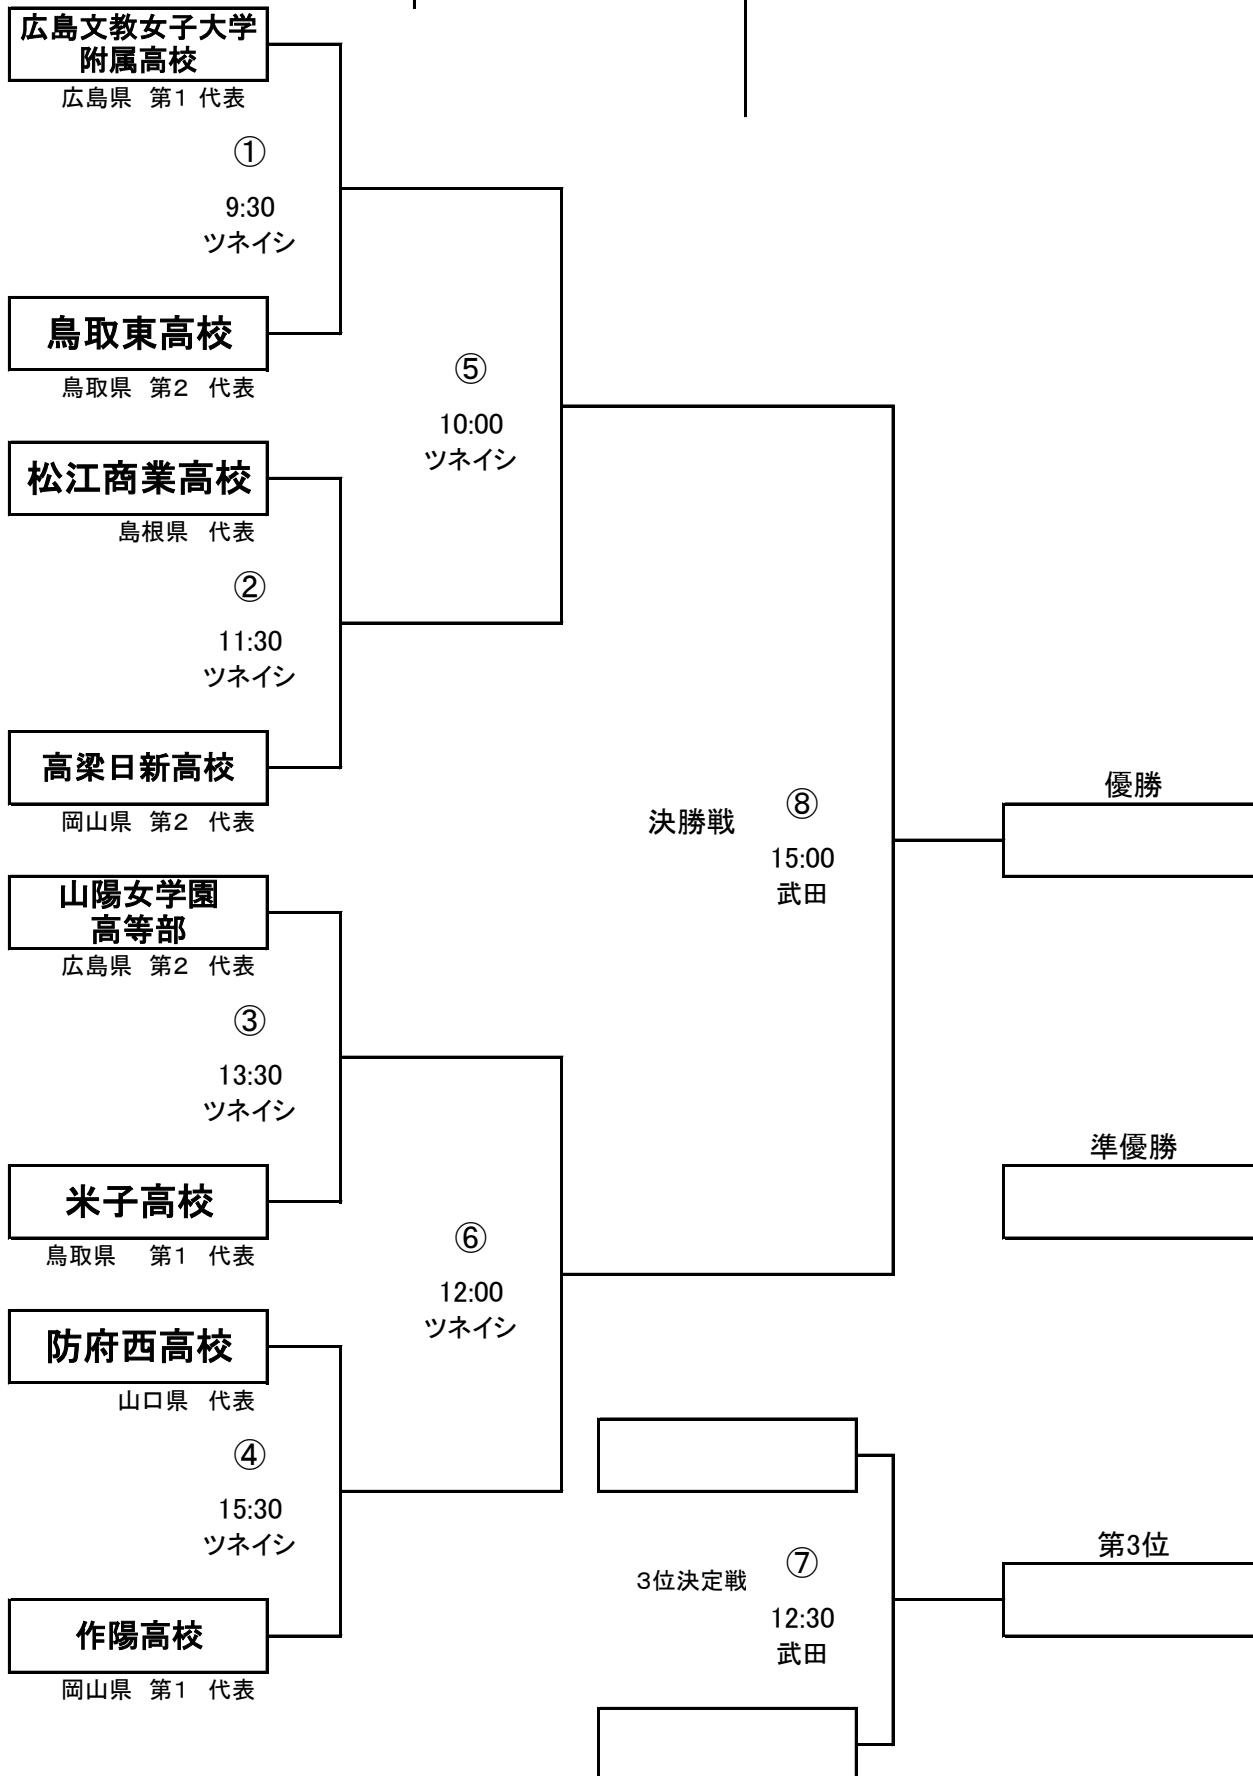 広島文教女子大学
附属高校
広島県 第1 代表
①
9:30
ツネイシ
鳥取東高校
鳥取県 第2 代表
⑤
10:00
ツネイシ
松江商業高校
島根県 代表
②
11:30
ツネイシ
高梁日新高校
岡山県 第2 代表
決勝戦
⑧
15:00
武田
優勝
山陽女学園
高等部
広島県 第2 代表
③
13:30
ツネイシ
準優勝
米子高校
鳥取県 第1 代表
⑥
12:00
ツネイシ
防府西高校
山口県 代表
④
15:30
ツネイシ
3位決定戦
⑦
12:30
武田
第3位
作陽高校
岡山県 第1 代表